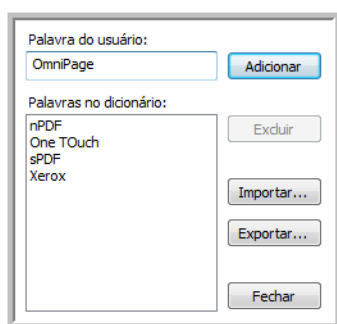 Palavra do usuário:
OmniPage
Adicionar
Palavras no dicionário:
nPDF
One TOuch
sPDF
Xerox
Excluir
Importar...
Exportar...
Fechar